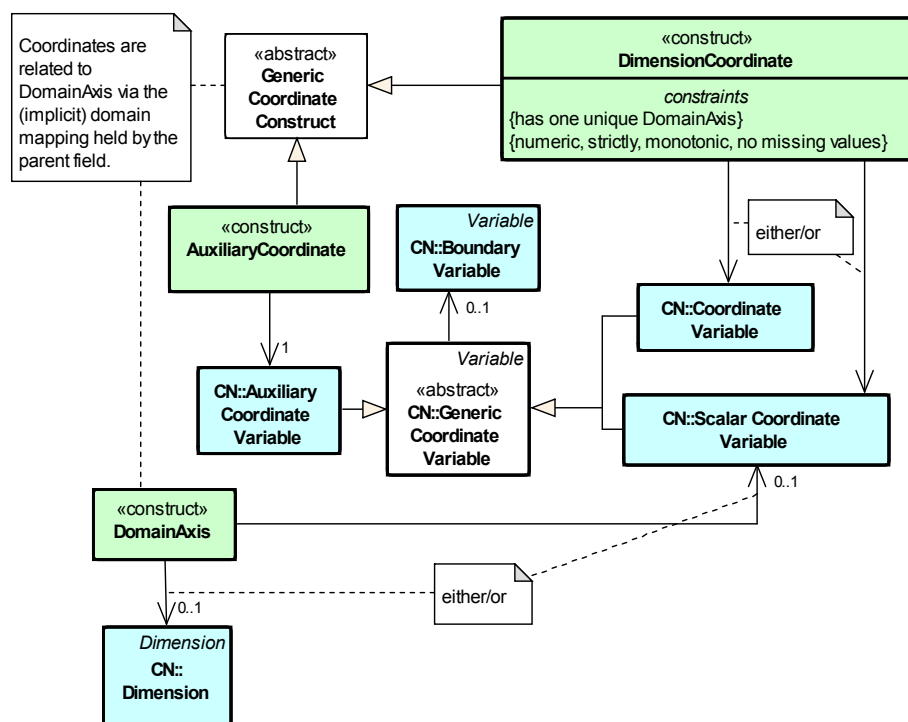 Coordinates are
related to
DomainAxis via the
(implicit) domain
mapping held by the
parent field.
«abstract»
Generic
Coordinate
Construct
«construct»
DimensionCoordinate
constraints
{has one unique DomainAxis}
{numeric, strictly, monotonic, no missing values}
«construct»
AuxiliaryCoordinate
Variable
CN::Boundary
Variable
either/or
0..1
CN::Coordinate
Variable
1
CN::Auxiliary
Coordinate
Variable
Variable
«abstract»
CN::Generic
Coordinate
Variable
CN::Scalar Coordinate
Variable
0..1
«construct»
DomainAxis
either/or
0..1
Dimension
CN::
Dimension